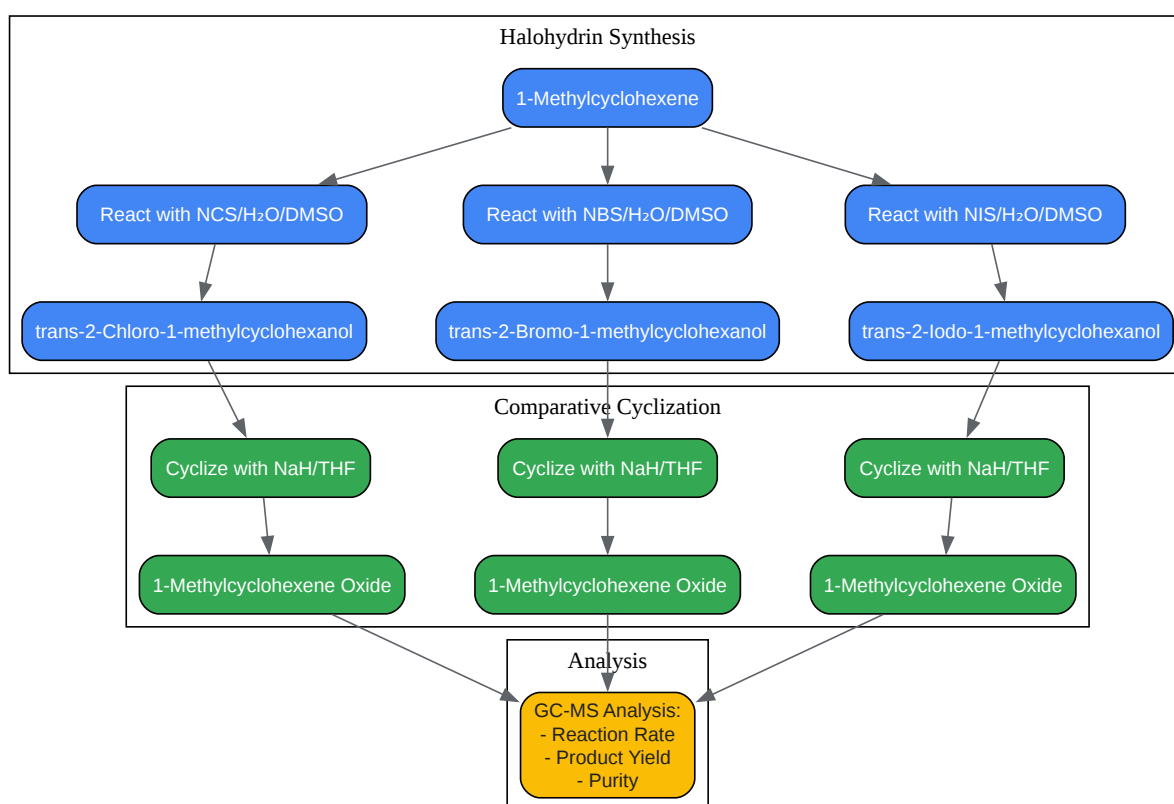 Halohydrin Synthesis
1-Methylcyclohexene
React with NCS/H₂O/DMSO
React with NBS/H₂O/DMSO
React with NIS/H₂O/DMSO
trans-2-Chloro-1-methylcyclohexanol
trans-2-Bromo-1-methylcyclohexanol
trans-2-Iodo-1-methylcyclohexanol
Comparative Cyclization
Cyclize with NaH/THF
Cyclize with NaH/THF
Cyclize with NaH/THF
1-Methylcyclohexene Oxide
1-Methylcyclohexene Oxide
1-Methylcyclohexene Oxide
Analysis
GC-MS Analysis:
- Reaction Rate
- Product Yield
- Purity